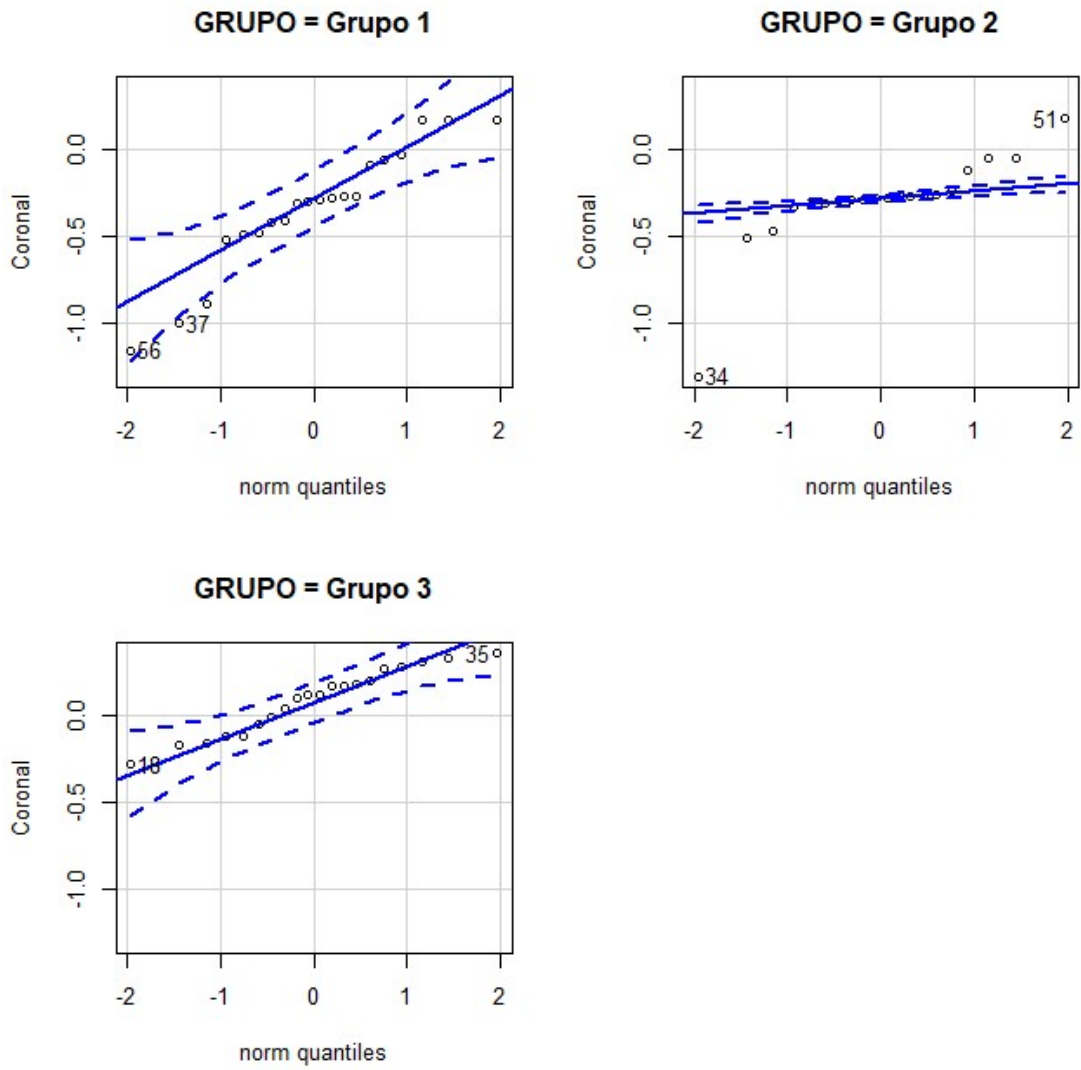 GRUPO = Grupo 1
Coronal
0.0
-0.5
-1.0
56
37
-2 -1 0 1 2
norm quantiles
GRUPO = Grupo 2
Coronal
0.0
-0.5
-1.0
51
34
-2 -1 0 1 2
norm quantiles
GRUPO = Grupo 3
Coronal
0.0
-0.5
-1.0
35
-2 -1 0 1 2
norm quantiles